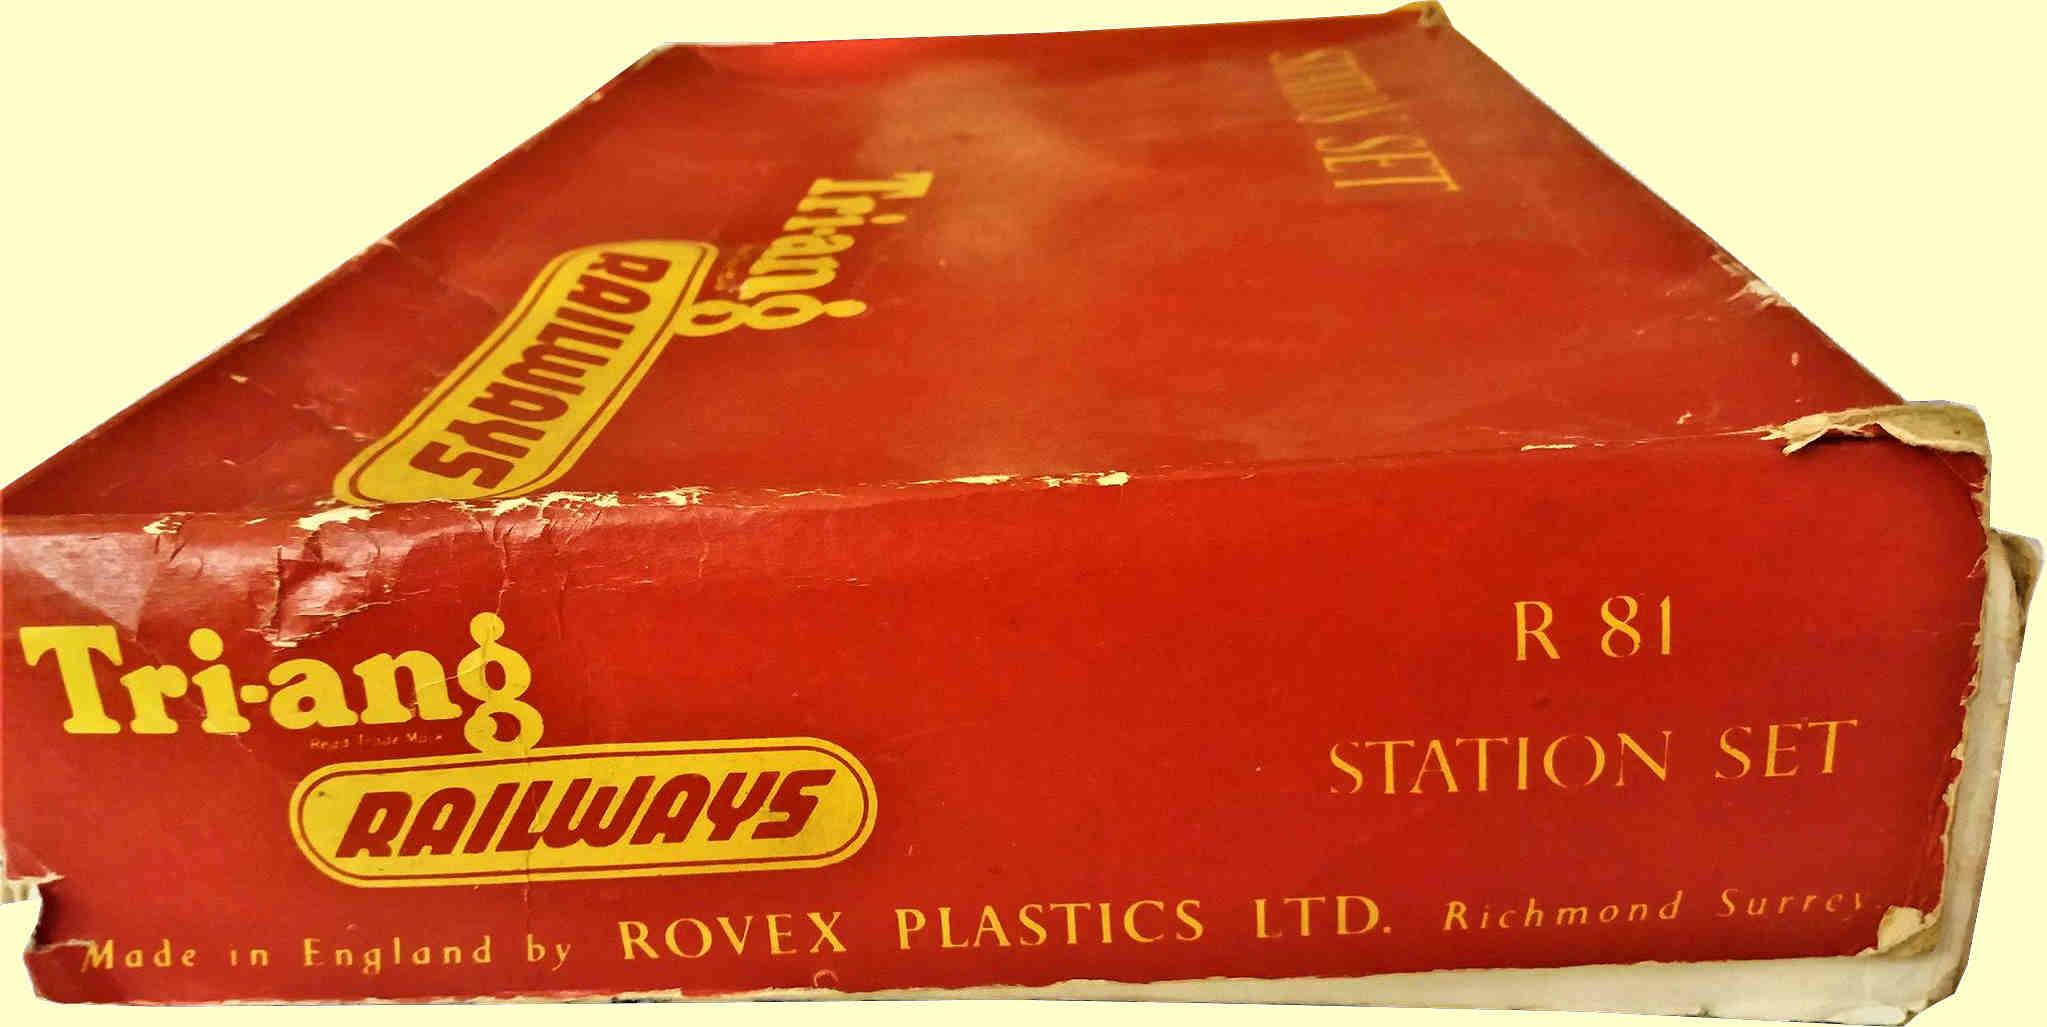 STATION SET
Tri-ang
RAILWAYS
R 81
STATION SET
Tri-ang
Regd Trade Mark
RAILWAYS
Made in England by ROVEX PLASTICS LTD. Richmond Surrey.